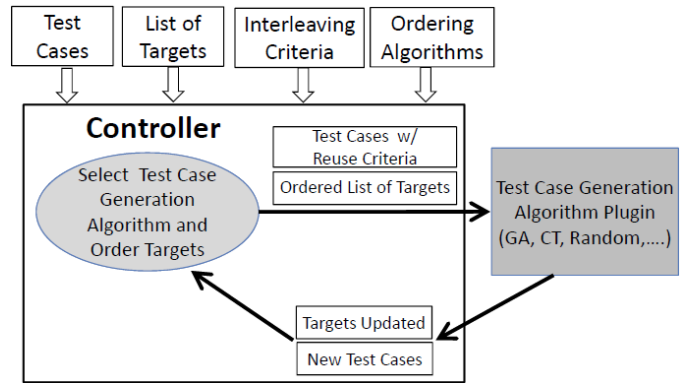 Test
Cases
List of
Targets
Interleaving
Criteria
Ordering
Algorithms
Controller
Test Cases w/
Reuse Criteria
Ordered List of Targets
Select Test Case
Generation
Algorithm and
Order Targets
Test Case Generation
Algorithm Plugin
(GA, CT, Random,....)
Targets Updated
New Test Cases